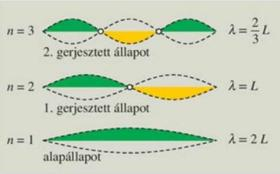 n = 3
λ = 2/3 L
2. gerjesztett állapot
n = 2
λ = L
1. gerjesztett állapot
n = 1
λ = 2 L
alapállapot